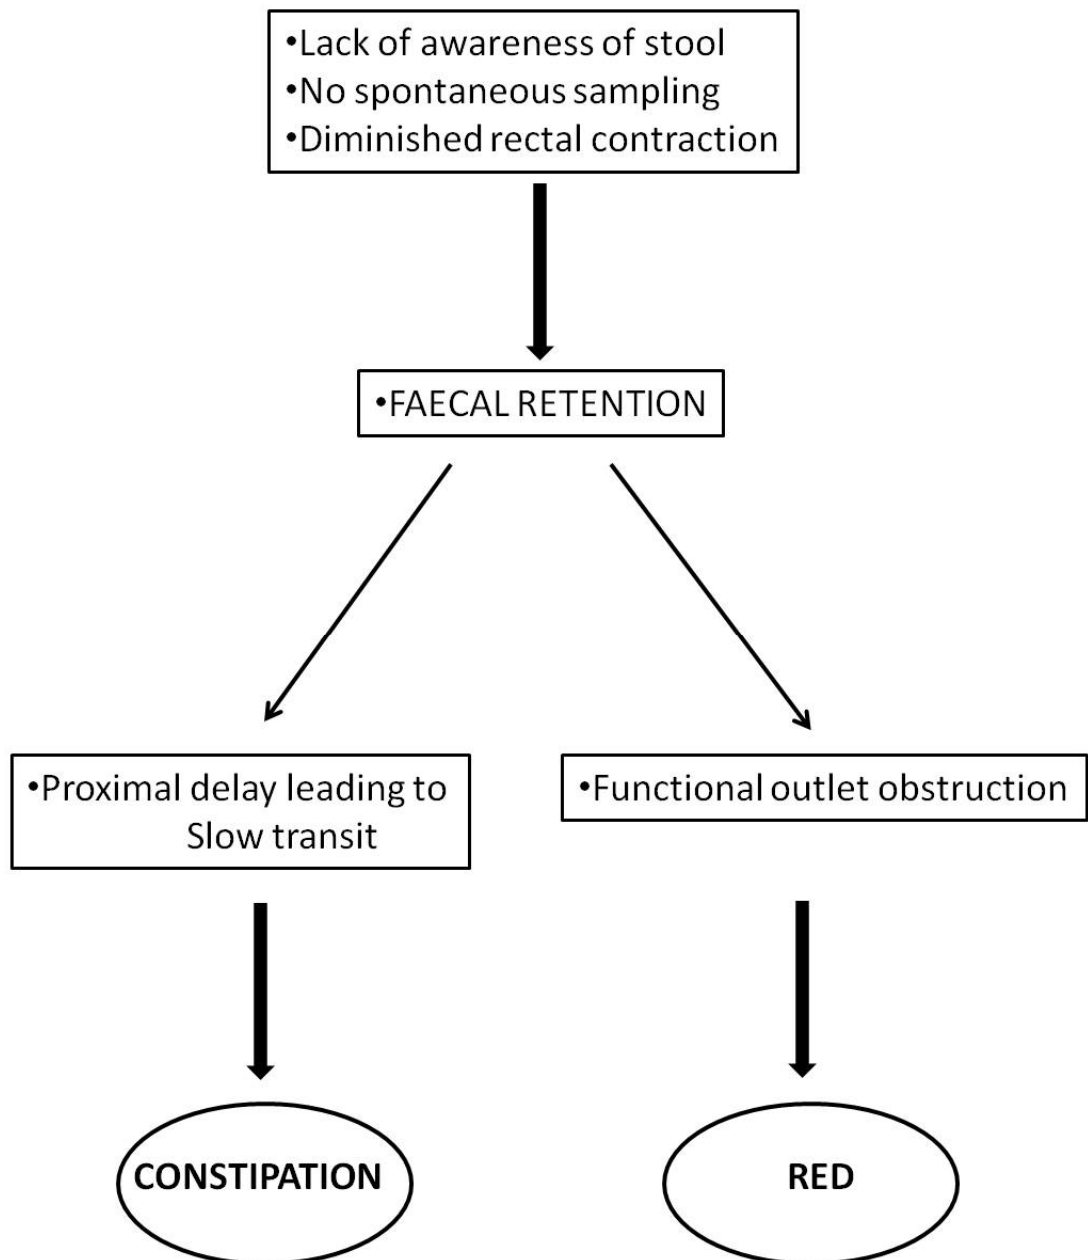 •Lack of awareness of stool
•No spontaneous sampling
•Diminished rectal contraction
•FAECAL RETENTION
•Proximal delay leading to
Slow transit
•Functional outlet obstruction
CONSTIPATION
RED